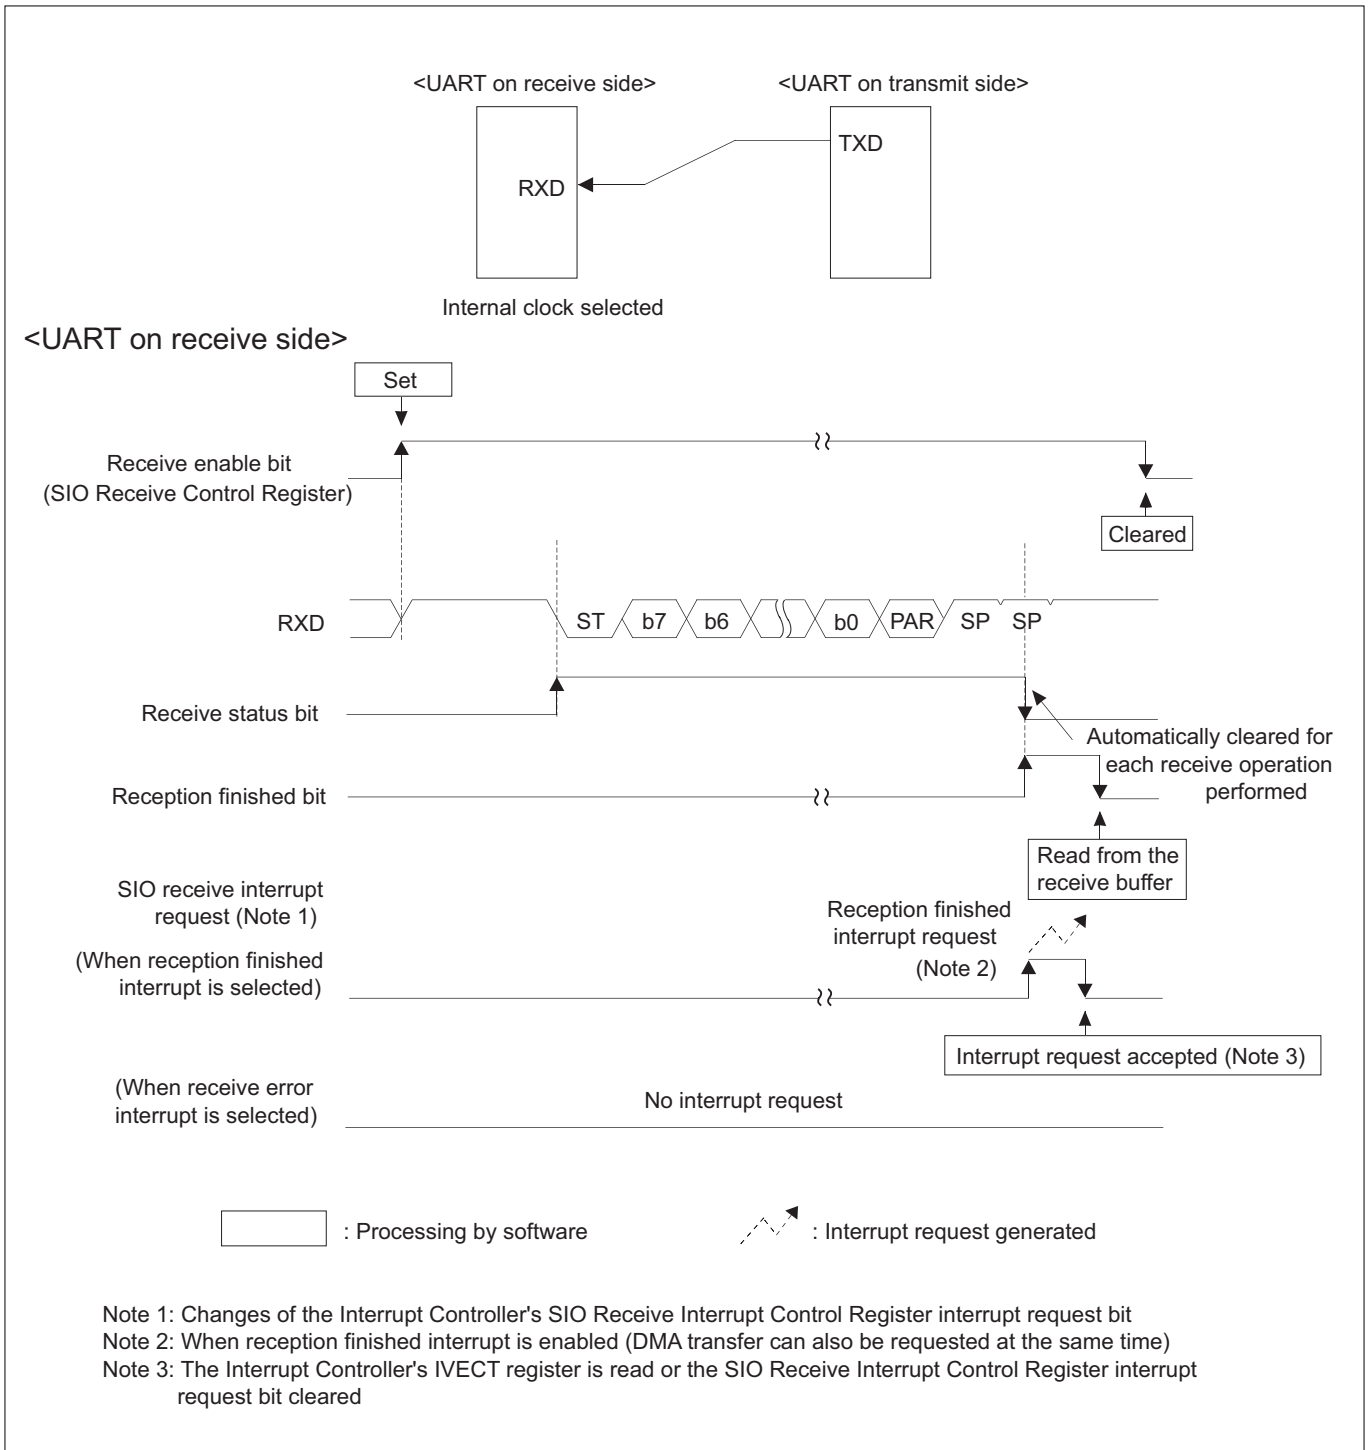 <UART on receive side>
<UART on transmit side>
TXD
RXD
Internal clock selected
<UART on receive side>
Set
Receive enable bit
(SIO Receive Control Register)
Cleared
RXD
ST b7 b6 b0 PAR SP SP
Receive status bit
Automatically cleared for
each receive operation
performed
Reception finished bit
Read from the
receive buffer
SIO receive interrupt
request (Note 1)
Reception finished
interrupt request
(Note 2)
(When reception finished
interrupt is selected)
Interrupt request accepted (Note 3)
(When receive error
interrupt is selected)
No interrupt request
: Processing by software
: Interrupt request generated
Note 1: Changes of the Interrupt Controller's SIO Receive Interrupt Control Register interrupt request bit
Note 2: When reception finished interrupt is enabled (DMA transfer can also be requested at the same time)
Note 3: The Interrupt Controller's IVECT register is read or the SIO Receive Interrupt Control Register interrupt
request bit cleared